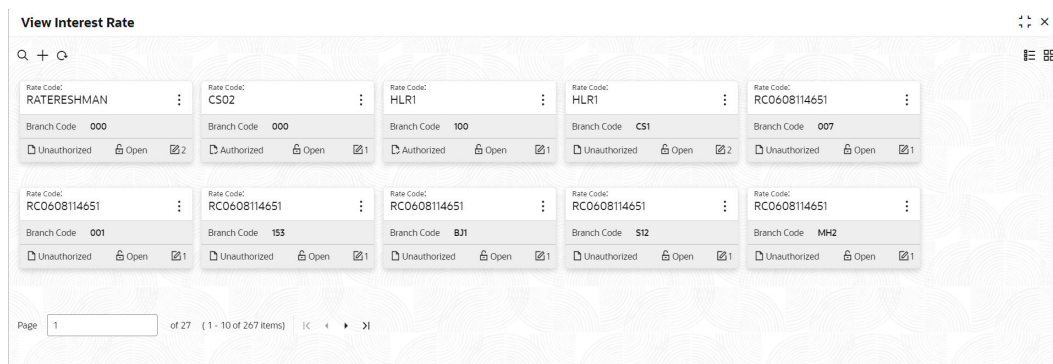 View Interest Rate
Rate Code: Rate Code: Rate Code: Rate Code: Rate Code:
RATERESHMAN CS02 HLR1 HLR1 RC0608114651
Branch Code 000 Branch Code 000 Branch Code 100 Branch Code CS1 Branch Code 007
Unauthorized Open 2 Authorized Open 1 Authorized Open 1 Unauthorized Open 2 Unauthorized Open 1
Rate Code: Rate Code: Rate Code: Rate Code: Rate Code:
RC0608114651 RC0608114651 RC0608114651 RC0608114651 RC0608114651
Branch Code 001 Branch Code 153 Branch Code BJ1 Branch Code S12 Branch Code MH2
Unauthorized Open 1 Unauthorized Open 1 Unauthorized Open 1 Unauthorized Open 1 Unauthorized Open 1
Page 1 of 27 ( 1 - 10 of 267 items)